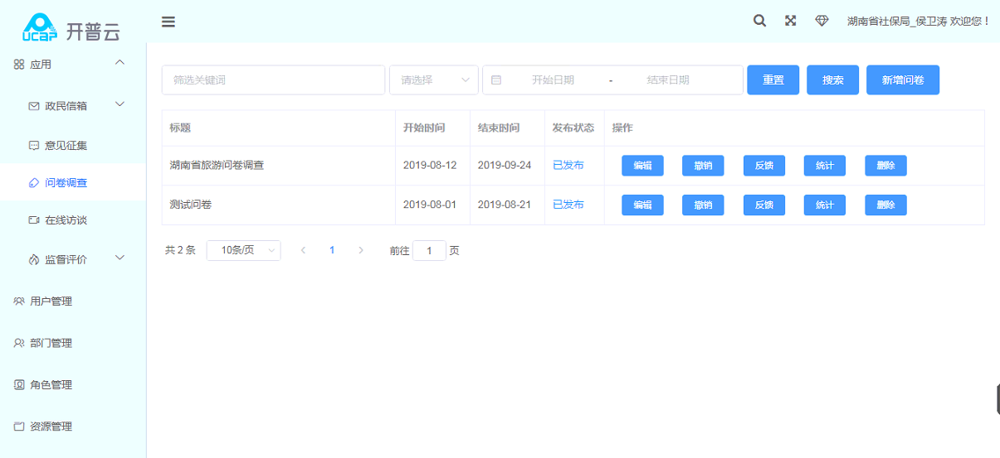 ucap 开普云
湖南省社保局_侯卫涛 欢迎您！
应用
政民信箱
意见征集
问卷调查
在线访谈
监督评价
用户管理
部门管理
角色管理
资源管理
筛选关键词 请选择 开始日期 - 结束日期 重置 搜索 新增问卷
标题 开始时间 结束时间 发布状态 操作
湖南省旅游问卷调查 2019-08-12 2019-09-24 已发布 编辑 撤销 反馈 统计 删除
测试问卷 2019-08-01 2019-08-21 已发布 编辑 撤销 反馈 统计 删除
共 2 条 10条/页 1 前往 1 页